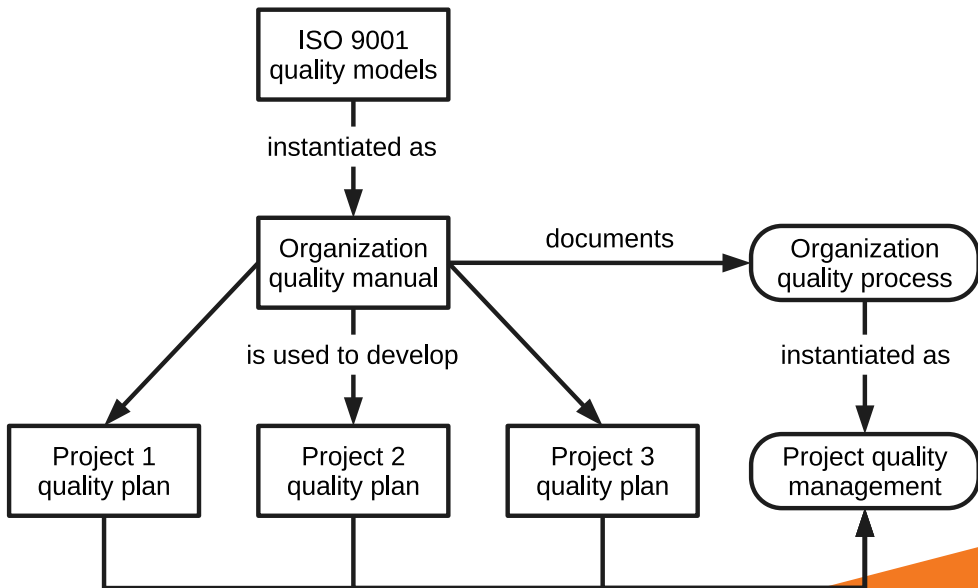 ISO 9001
quality models
instantiated as
Organization
quality manual
documents
Organization
quality process
is used to develop
instantiated as
Project 1
quality plan
Project 2
quality plan
Project 3
quality plan
Project quality
management